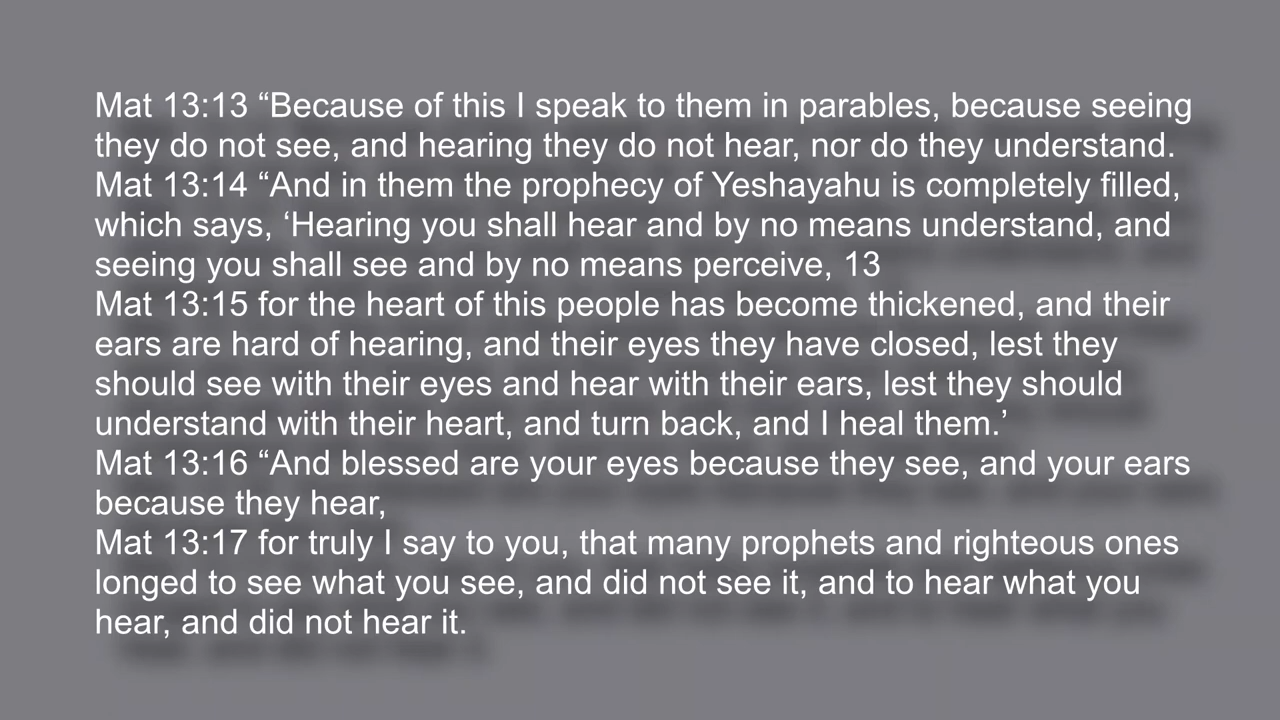 Mat 13:13 “Because of this I speak to them in parables, because seeing
they do not see, and hearing they do not hear, nor do they understand.
Mat 13:14 “And in them the prophecy of Yeshayahu is completely filled,
which says, ‘Hearing you shall hear and by no means understand, and
seeing you shall see and by no means perceive, 13
Mat 13:15 for the heart of this people has become thickened, and their
ears are hard of hearing, and their eyes they have closed, lest they
should see with their eyes and hear with their ears, lest they should
understand with their heart, and turn back, and I heal them.’
Mat 13:16 “And blessed are your eyes because they see, and your ears
because they hear,
Mat 13:17 for truly I say to you, that many prophets and righteous ones
longed to see what you see, and did not see it, and to hear what you
hear, and did not hear it.